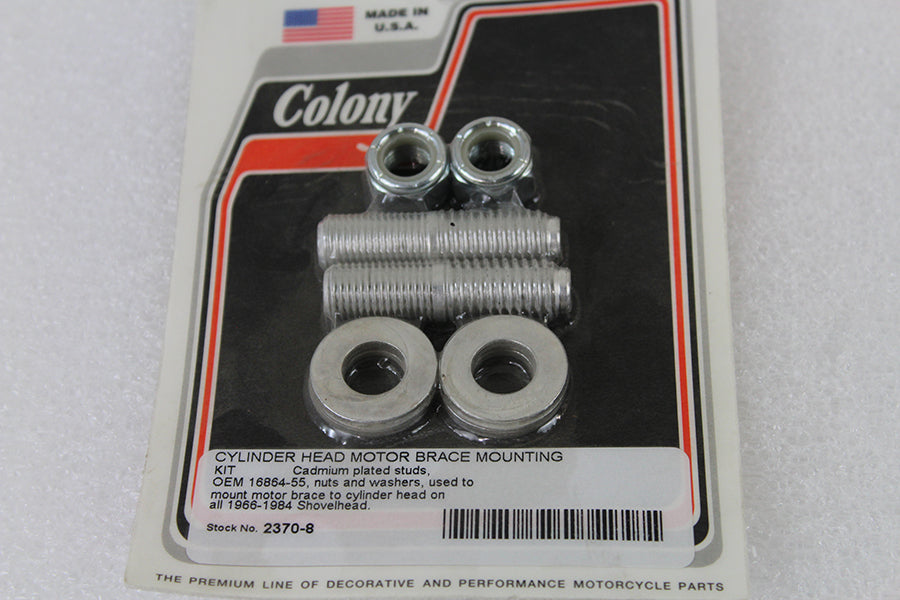 MADE IN
U.S.A.
Colony
CYLINDER HEAD MOTOR BRACE MOUNTING
KIT Cadmium plated studs,
OEM 16864-55, nuts and washers, used to
mount motor brace to cylinder head on
all 1966-1984 Shovelhead.
Stock No. 2370-8
THE PREMIUM LINE OF DECORATIVE AND PERFORMANCE MOTORCYCLE PARTS